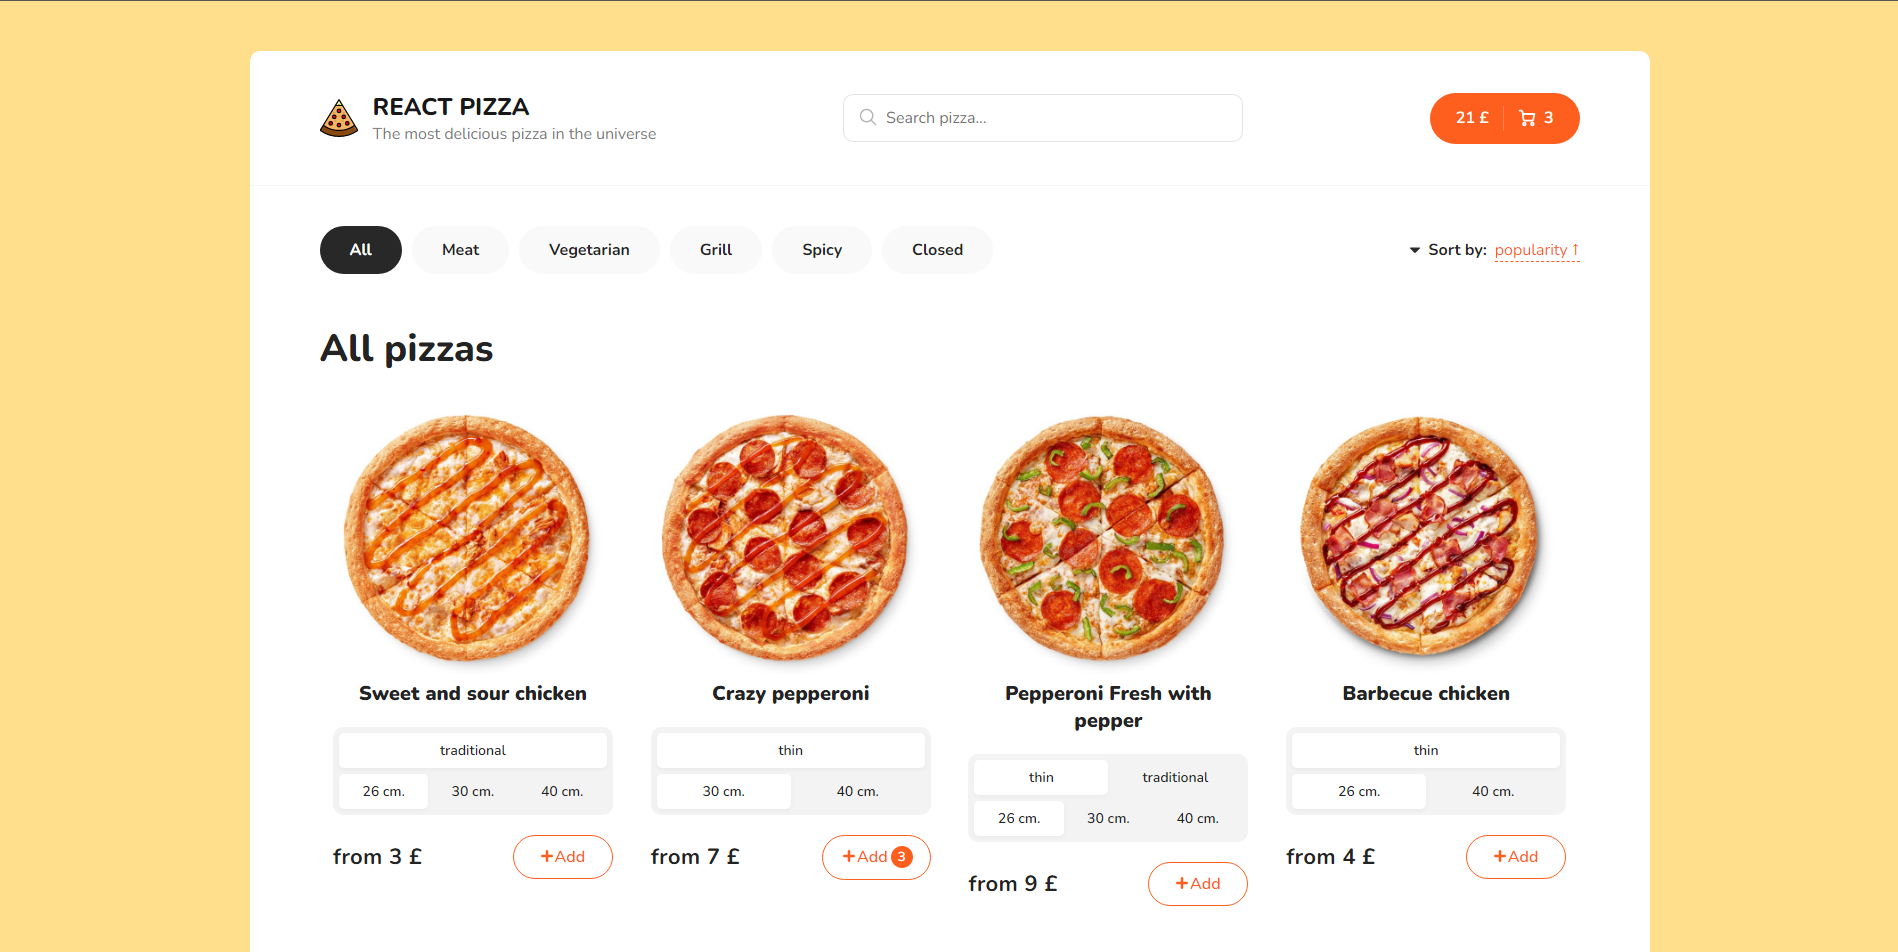 REACT PIZZA
The most delicious pizza in the universe
Search pizza...
21 £ 3
All Meat Vegetarian Grill Spicy Closed
Sort by: popularity ↑
All pizzas
Sweet and sour chicken
traditional
26 cm. 30 cm. 40 cm.
from 3 £ +Add
Crazy pepperoni
thin
30 cm. 40 cm.
from 7 £ +Add 3
Pepperoni Fresh with
pepper
thin traditional
26 cm. 30 cm. 40 cm.
from 9 £ +Add
Barbecue chicken
thin
26 cm. 40 cm.
from 4 £ +Add